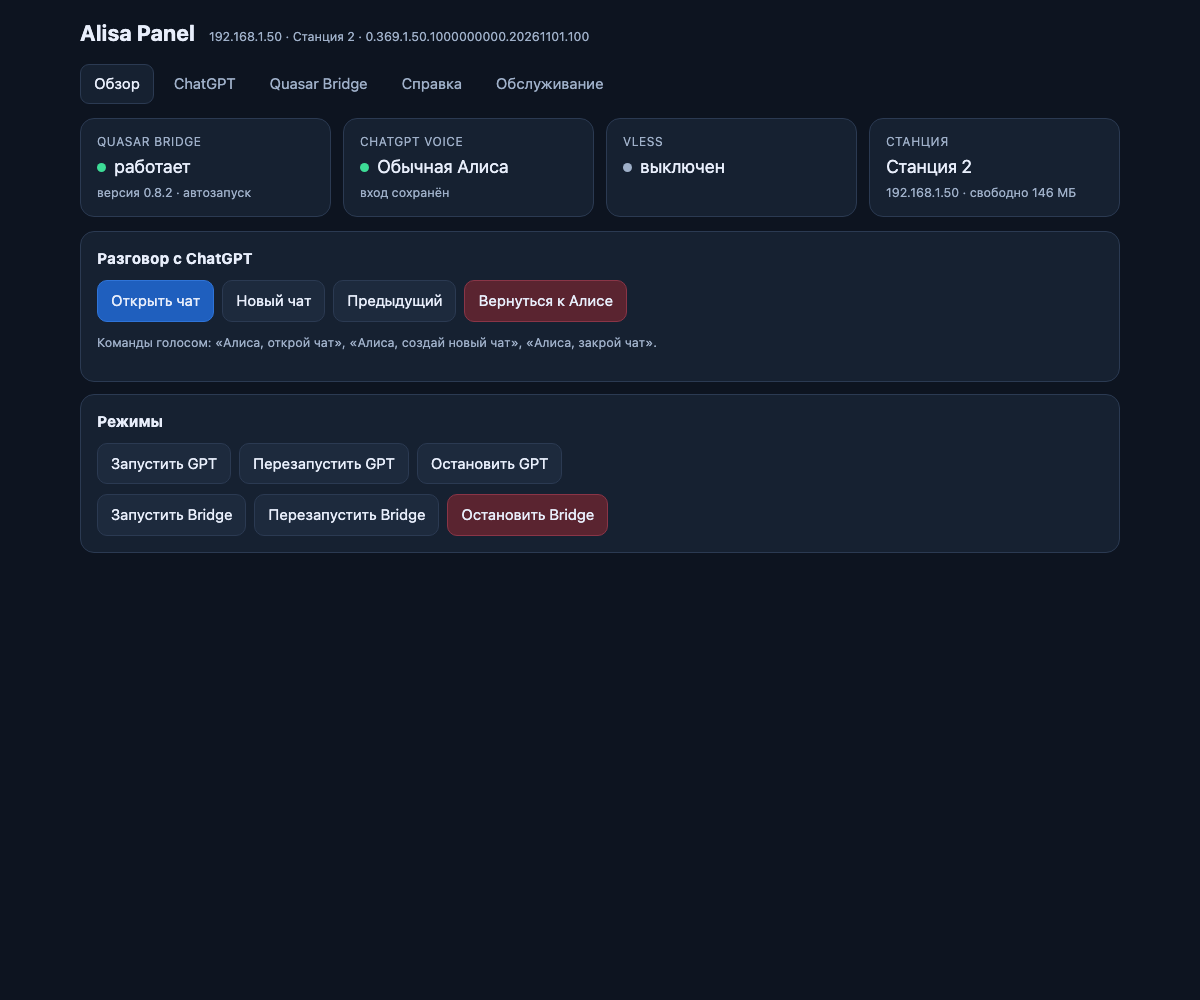 Alisa Panel 192.168.1.50 · Станция 2 · 0.369.1.50.1000000000.20261101.100
Обзор ChatGPT Quasar Bridge Справка Обслуживание
QUASAR BRIDGE
работает
версия 0.8.2 · автозапуск
CHATGPT VOICE
Обычная Алиса
вход сохранён
VLESS
выключен
СТАНЦИЯ
Станция 2
192.168.1.50 · свободно 146 МБ
Разговор с ChatGPT
Открыть чат Новый чат Предыдущий Вернуться к Алисе
Команды голосом: «Алиса, открой чат», «Алиса, создай новый чат», «Алиса, закрой чат».
Режимы
Запустить GPT Перезапустить GPT Остановить GPT
Запустить Bridge Перезапустить Bridge Остановить Bridge